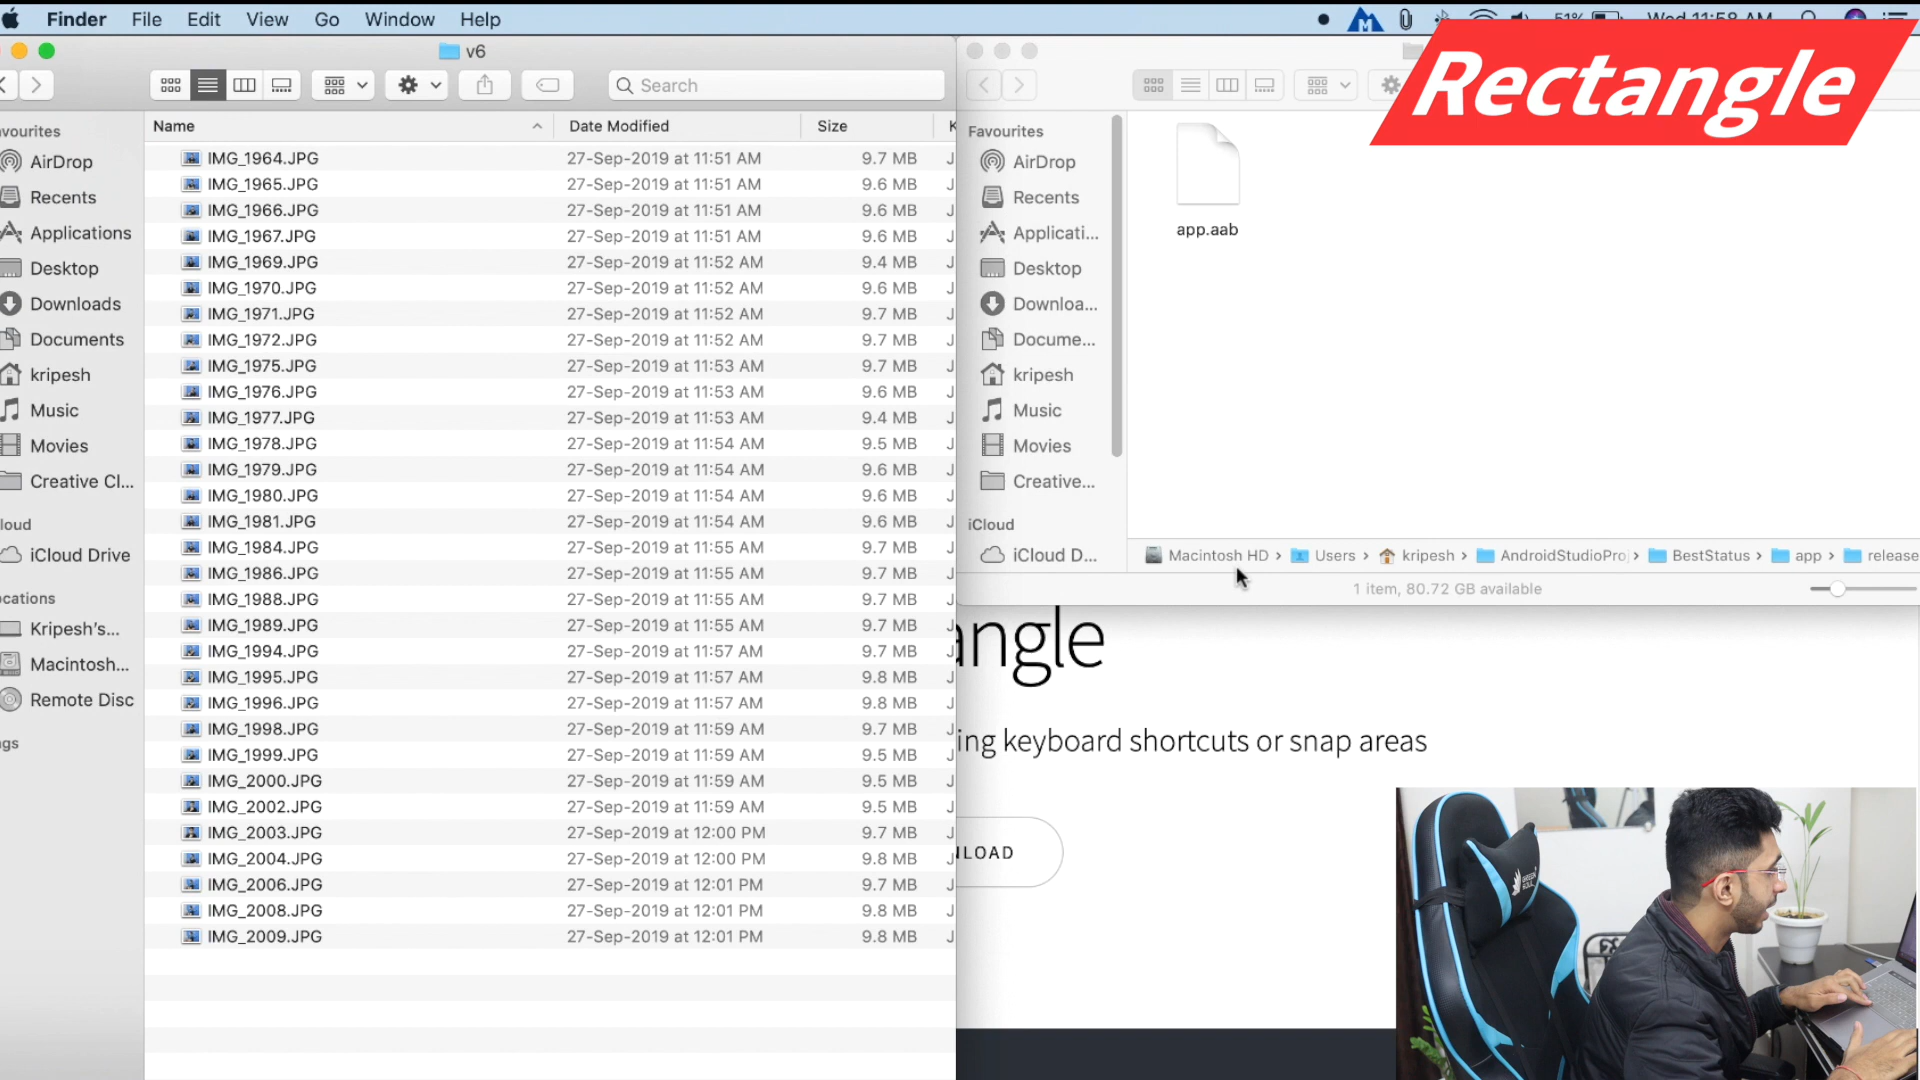 Finder File Edit View Go Window Help
51% Wed 11:58 AM
Rectangle
v6
Search
Name Date Modified Size
IMG_1964.JPG 27-Sep-2019 at 11:51 AM 9.7 MB
IMG_1965.JPG 27-Sep-2019 at 11:51 AM 9.6 MB
IMG_1966.JPG 27-Sep-2019 at 11:51 AM 9.6 MB
IMG_1967.JPG 27-Sep-2019 at 11:51 AM 9.6 MB
IMG_1969.JPG 27-Sep-2019 at 11:52 AM 9.4 MB
IMG_1970.JPG 27-Sep-2019 at 11:52 AM 9.6 MB
IMG_1971.JPG 27-Sep-2019 at 11:52 AM 9.7 MB
IMG_1972.JPG 27-Sep-2019 at 11:52 AM 9.7 MB
IMG_1975.JPG 27-Sep-2019 at 11:53 AM 9.7 MB
IMG_1976.JPG 27-Sep-2019 at 11:53 AM 9.6 MB
IMG_1977.JPG 27-Sep-2019 at 11:53 AM 9.4 MB
IMG_1978.JPG 27-Sep-2019 at 11:54 AM 9.5 MB
IMG_1979.JPG 27-Sep-2019 at 11:54 AM 9.6 MB
IMG_1980.JPG 27-Sep-2019 at 11:54 AM 9.6 MB
IMG_1981.JPG 27-Sep-2019 at 11:54 AM 9.6 MB
IMG_1984.JPG 27-Sep-2019 at 11:55 AM 9.7 MB
IMG_1986.JPG 27-Sep-2019 at 11:55 AM 9.7 MB
IMG_1988.JPG 27-Sep-2019 at 11:55 AM 9.7 MB
IMG_1989.JPG 27-Sep-2019 at 11:55 AM 9.7 MB
IMG_1994.JPG 27-Sep-2019 at 11:57 AM 9.7 MB
IMG_1995.JPG 27-Sep-2019 at 11:57 AM 9.8 MB
IMG_1996.JPG 27-Sep-2019 at 11:57 AM 9.8 MB
IMG_1998.JPG 27-Sep-2019 at 11:59 AM 9.7 MB
IMG_1999.JPG 27-Sep-2019 at 11:59 AM 9.5 MB
IMG_2000.JPG 27-Sep-2019 at 11:59 AM 9.5 MB
IMG_2002.JPG 27-Sep-2019 at 11:59 AM 9.5 MB
IMG_2003.JPG 27-Sep-2019 at 12:00 PM 9.7 MB
IMG_2004.JPG 27-Sep-2019 at 12:00 PM 9.8 MB
IMG_2006.JPG 27-Sep-2019 at 12:01 PM 9.7 MB
IMG_2008.JPG 27-Sep-2019 at 12:01 PM 9.8 MB
IMG_2009.JPG 27-Sep-2019 at 12:01 PM 9.8 MB
vourites
AirDrop
Recents
Applications
Desktop
Downloads
Documents
kripesh
Music
Movies
Creative Cl...
loud
iCloud Drive
ocations
Kripesh's...
Macintosh...
Remote Disc
gs
Favourites
AirDrop
Recents
Applicati...
Desktop
Downloa...
Docume...
kripesh
Music
Movies
Creative...
iCloud
iCloud D...
app.aab
Macintosh HD › Users › kripesh › AndroidStudioPro › BestStatus › app › release
1 item, 80.72 GB available
angle
ing keyboard shortcuts or snap areas
NLOAD